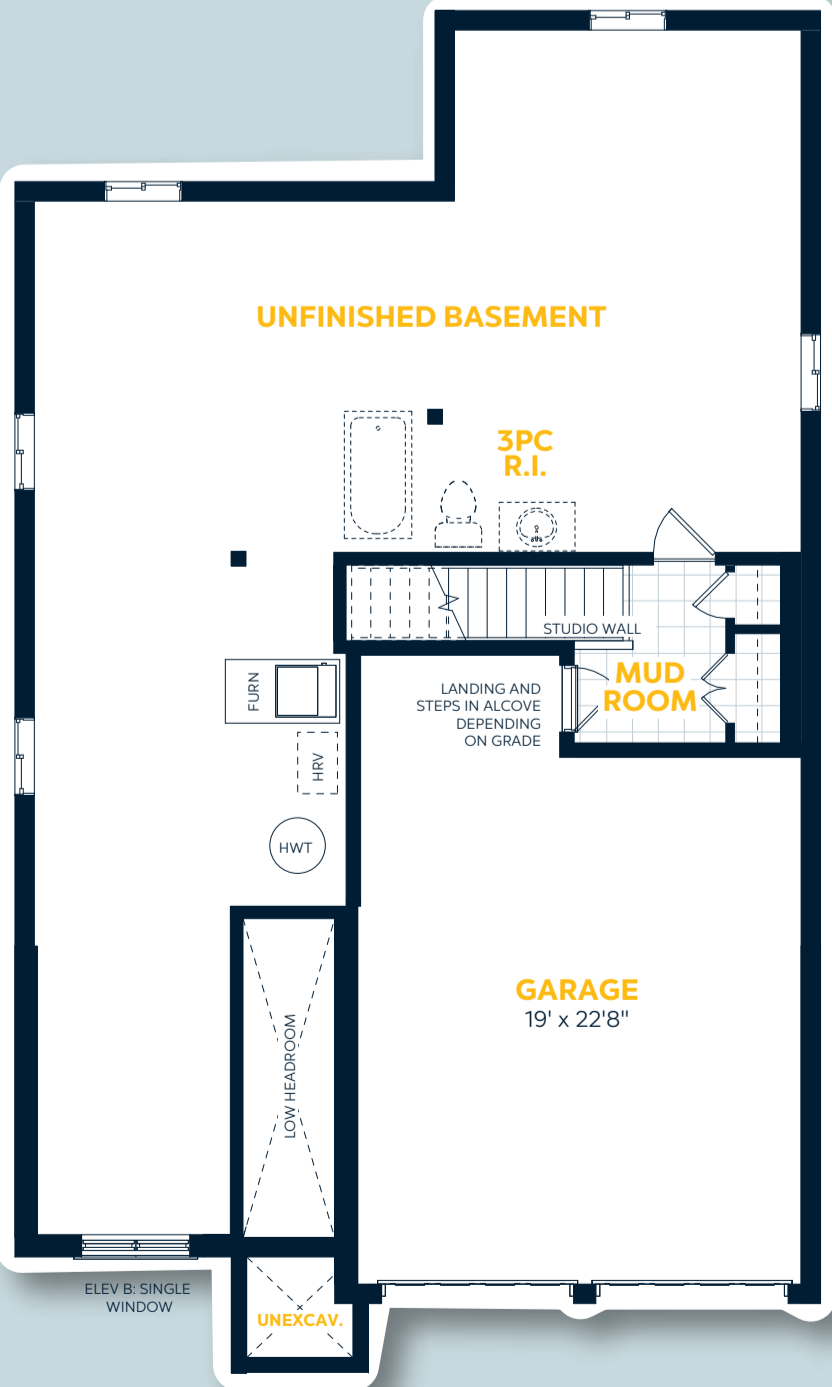 UNFINISHED BASEMENT
3PC
R.I.
STUDIO WALL
MUD
ROOM
LANDING AND
STEPS IN ALCOVE
DEPENDING
ON GRADE
FURN
HRV
HWT
GARAGE
19' x 22'8"
LOW HEADROOM
ELEV B: SINGLE
WINDOW
UNEXCAV.